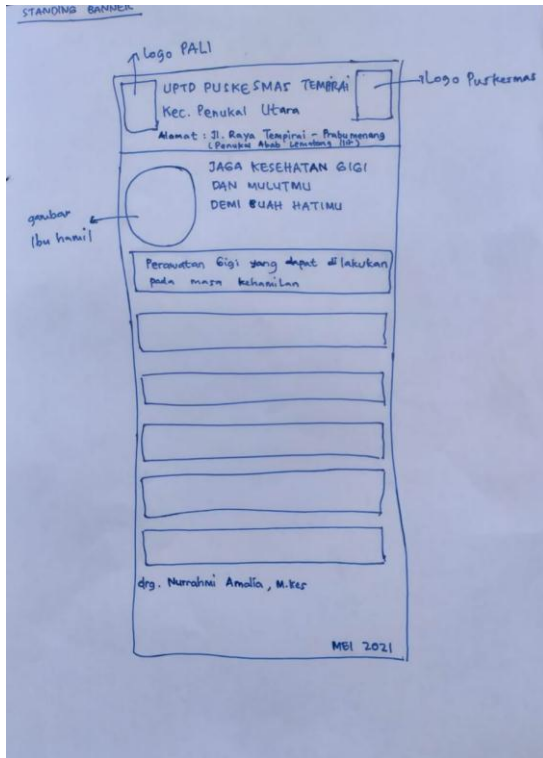 STANDING BANNER
Logo PALI
Logo Puskesmas
UPTD PUSKESMAS TEMPIRAI
Kec. Penukal Utara
Alamat : Jl. Raya Tempirai - Prabumenang
(Penukal Abab Lematang Ilir)
JAGA KESEHATAN GIGI
DAN MULUTMU
DEMI BUAH HATIMU
gambar
Ibu hamil
Perawatan Gigi yang dapat dilakukan
pada masa kehamilan
drg. Nurrahmi Amalia, M.Kes
MEI 2021